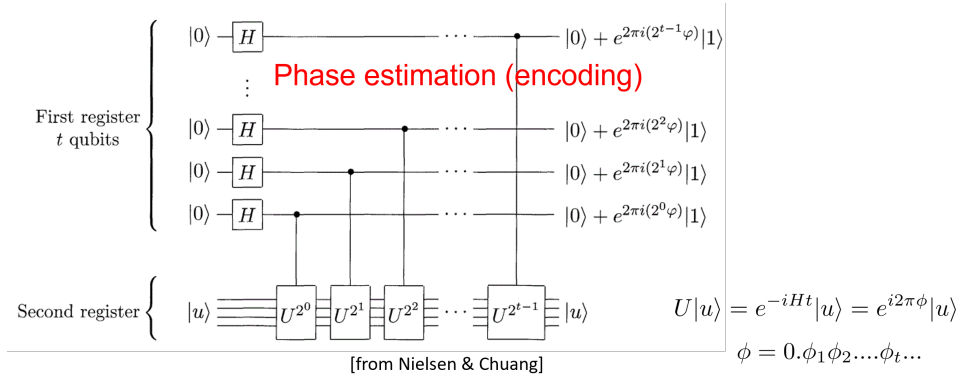 |0⟩ H ··· |0⟩ + e^{2πi(2^{t−1}φ)}|1⟩
Phase estimation (encoding)
⋮
First register
t qubits
|0⟩ H ··· |0⟩ + e^{2πi(2^2φ)}|1⟩
|0⟩ H ··· |0⟩ + e^{2πi(2^1φ)}|1⟩
|0⟩ H ··· |0⟩ + e^{2πi(2^0φ)}|1⟩
Second register |u⟩ U^{2^0} U^{2^1} U^{2^2} ··· U^{2^{t−1}} |u⟩
U|u⟩ = e^{−iHt}|u⟩ = e^{i2πϕ}|u⟩
ϕ = 0.ϕ_1ϕ_2....ϕ_t...
[from Nielsen & Chuang]